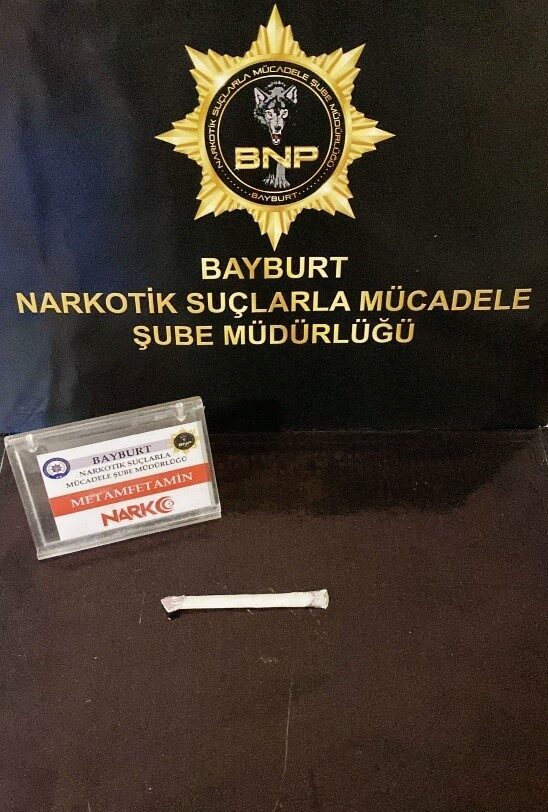 NARKOTİK SUÇLARLA MÜCADELE ŞUBE MÜDÜRLÜĞÜ
BNP
BAYBURT
BAYBURT
NARKOTİK SUÇLARLA MÜCADELE
ŞUBE MÜDÜRLÜĞÜ
BAYBURT
NARKOTİK SUÇLARLA
MÜCADELE ŞUBE MÜDÜRLÜĞÜ
METAMFETAMİN
NARKO